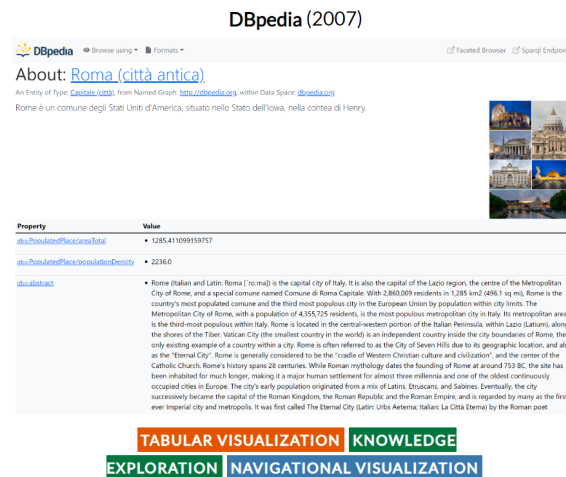 DBpedia (2007)
DBpedia Browse using Formats Faceted Browser Sparql Endpoin
About: Roma (città antica)
An Entity of Type: Capitale (città), from Named Graph: http://dbpedia.org, within Data Space: dbpedia.org
Rome è un comune degli Stati Uniti d'America, situato nello Stato dell'Iowa, nella contea di Henry.
Property Value
dbo:PopulatedPlace/areaTotal • 1285.411099159757
dbo:PopulatedPlace/populationDensity • 2236.0
dbo:abstract • Rome (Italian and Latin: Roma [ˈroːma]) is the capital city of Italy. It is also the capital of the Lazio region, the centre of the Metropolitan
City of Rome, and a special comune named Comune di Roma Capitale. With 2,860,009 residents in 1,285 km2 (496.1 sq mi), Rome is the
country's most populated comune and the third most populous city in the European Union by population within city limits. The
Metropolitan City of Rome, with a population of 4,355,725 residents, is the most populous metropolitan city in Italy. Its metropolitan area
is the third-most populous within Italy. Rome is located in the central-western portion of the Italian Peninsula, within Lazio (Latium), along
the shores of the Tiber. Vatican City (the smallest country in the world) is an independent country inside the city boundaries of Rome, the
only existing example of a country within a city. Rome is often referred to as the City of Seven Hills due to its geographic location, and als
as the "Eternal City". Rome is generally considered to be the "cradle of Western Christian culture and civilization", and the center of the
Catholic Church. Rome's history spans 28 centuries. While Roman mythology dates the founding of Rome at around 753 BC, the site has
been inhabited for much longer, making it a major human settlement for almost three millennia and one of the oldest continuously
occupied cities in Europe. The city's early population originated from a mix of Latins, Etruscans, and Sabines. Eventually, the city
successively became the capital of the Roman Kingdom, the Roman Republic and the Roman Empire, and is regarded by many as the first
ever Imperial city and metropolis. It was first called The Eternal City (Latin: Urbs Aeterna; Italian: La Città Eterna) by the Roman poet
TABULAR VISUALIZATION KNOWLEDGE
EXPLORATION NAVIGATIONAL VISUALIZATION